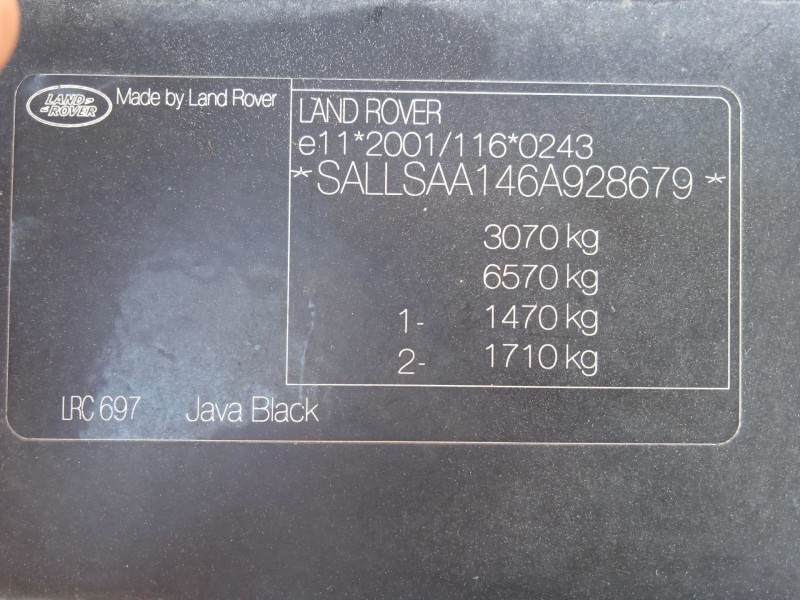 LAND ROVER
Made by Land Rover
LAND ROVER
e11*2001/116*0243
*SALLSAA146A928679*
3070 kg
6570 kg
1- 1470 kg
2- 1710 kg
LRC 697 Java Black